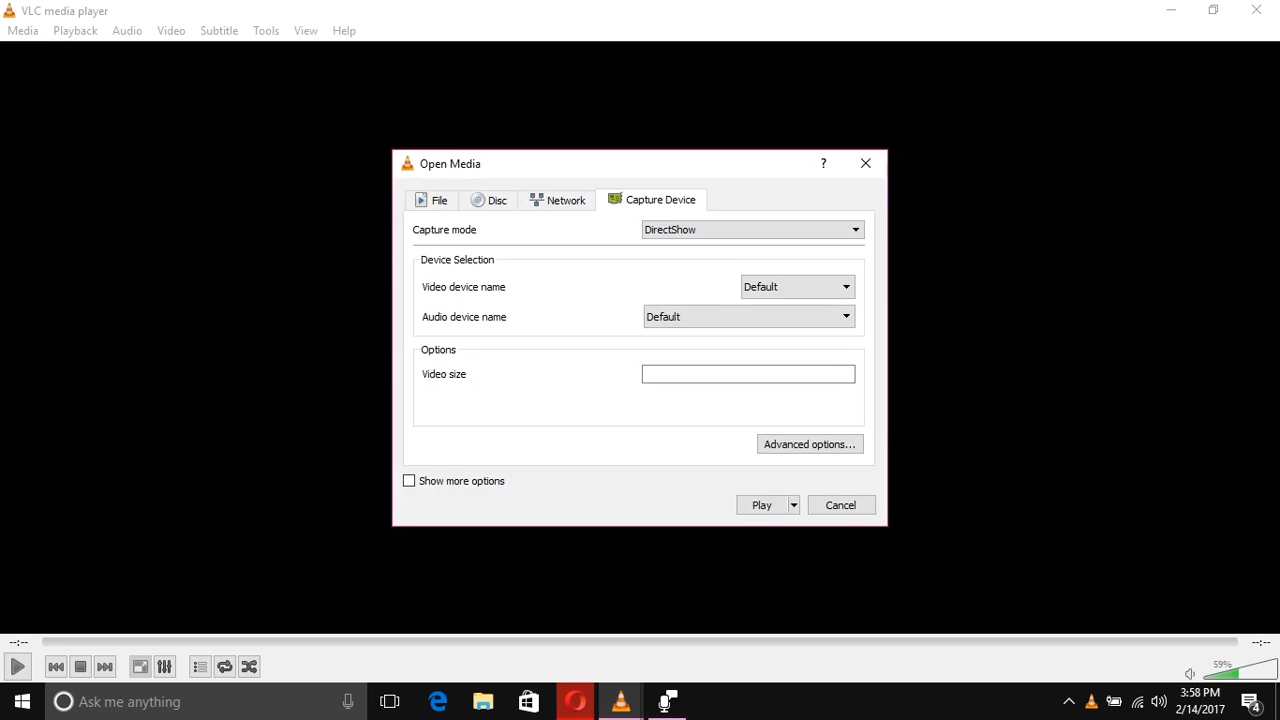 VLC media player
Media Playback Audio Video Subtitle Tools View Help
Open Media ?
File Disc Network Capture Device
Capture mode DirectShow
Device Selection
Video device name Default
Audio device name Default
Options
Video size
Advanced options...
Show more options
Play Cancel
--:-- --:--
59%
Ask me anything
3:58 PM
2/14/2017
4